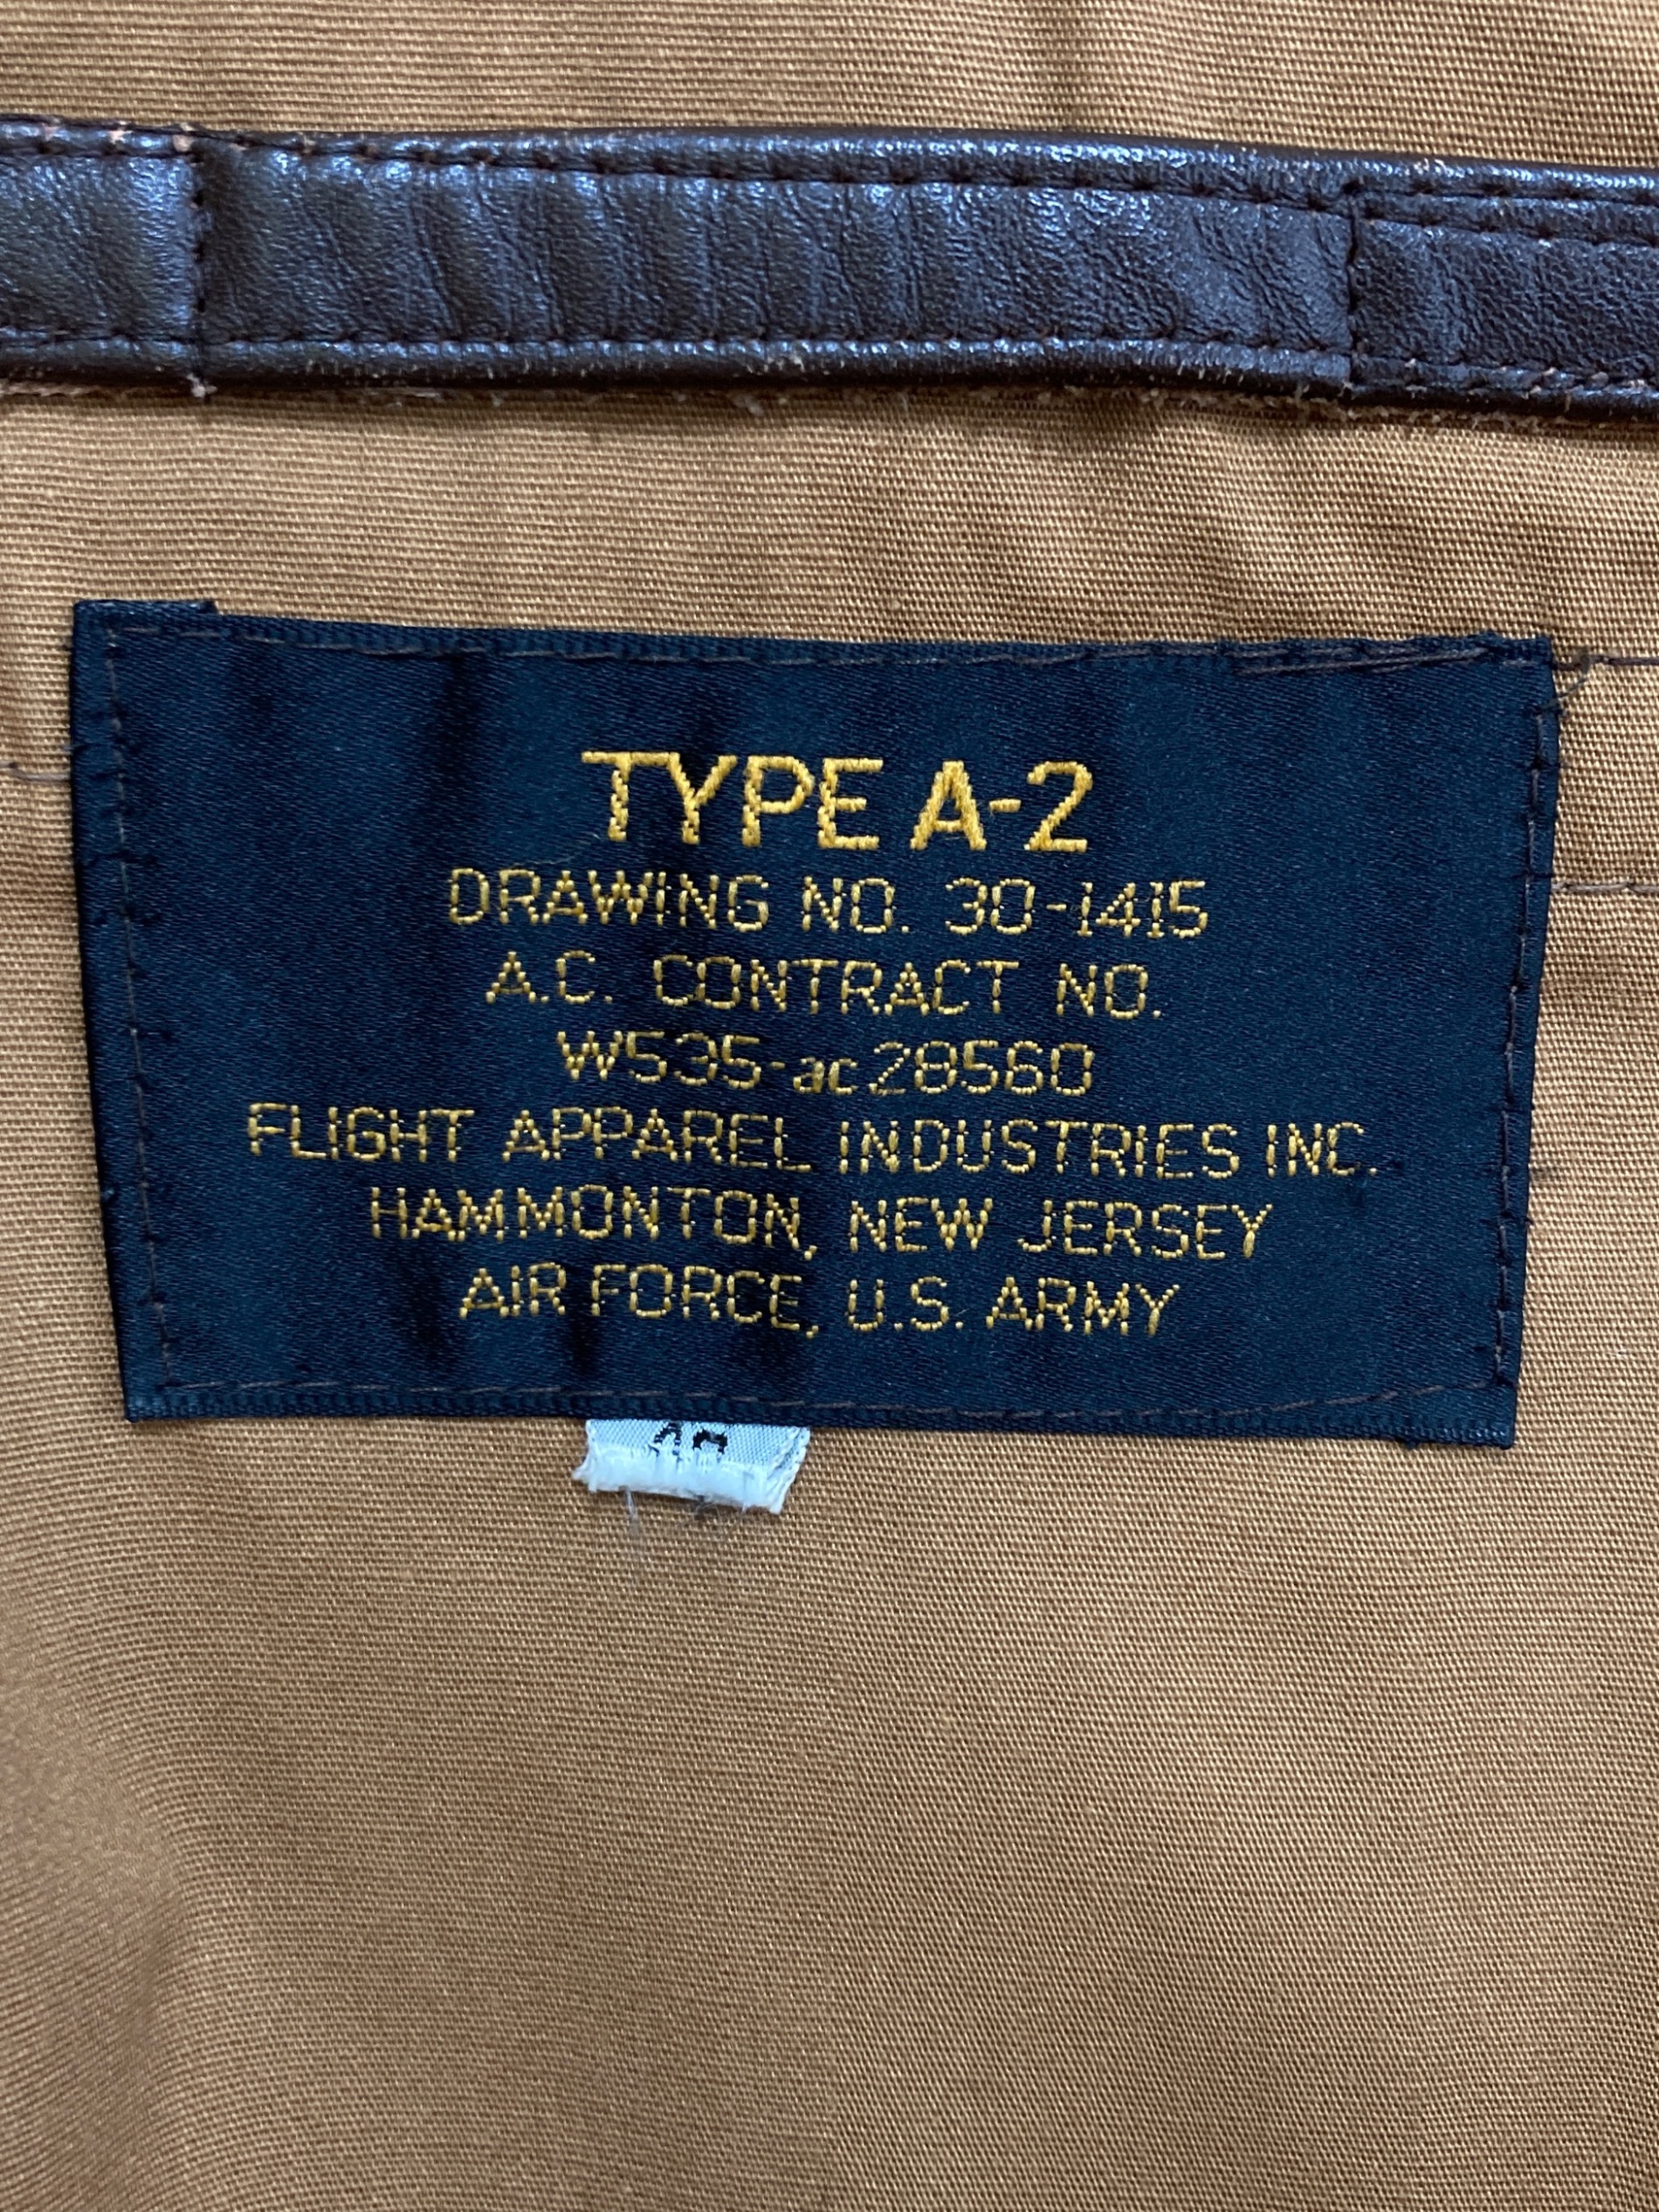 TYPE A-2
DRAWING NO. 30-1415
A.C. CONTRACT NO.
W535-ac28560
FLIGHT APPAREL INDUSTRIES INC.
HAMMONTON, NEW JERSEY
AIR FORCE, U.S. ARMY